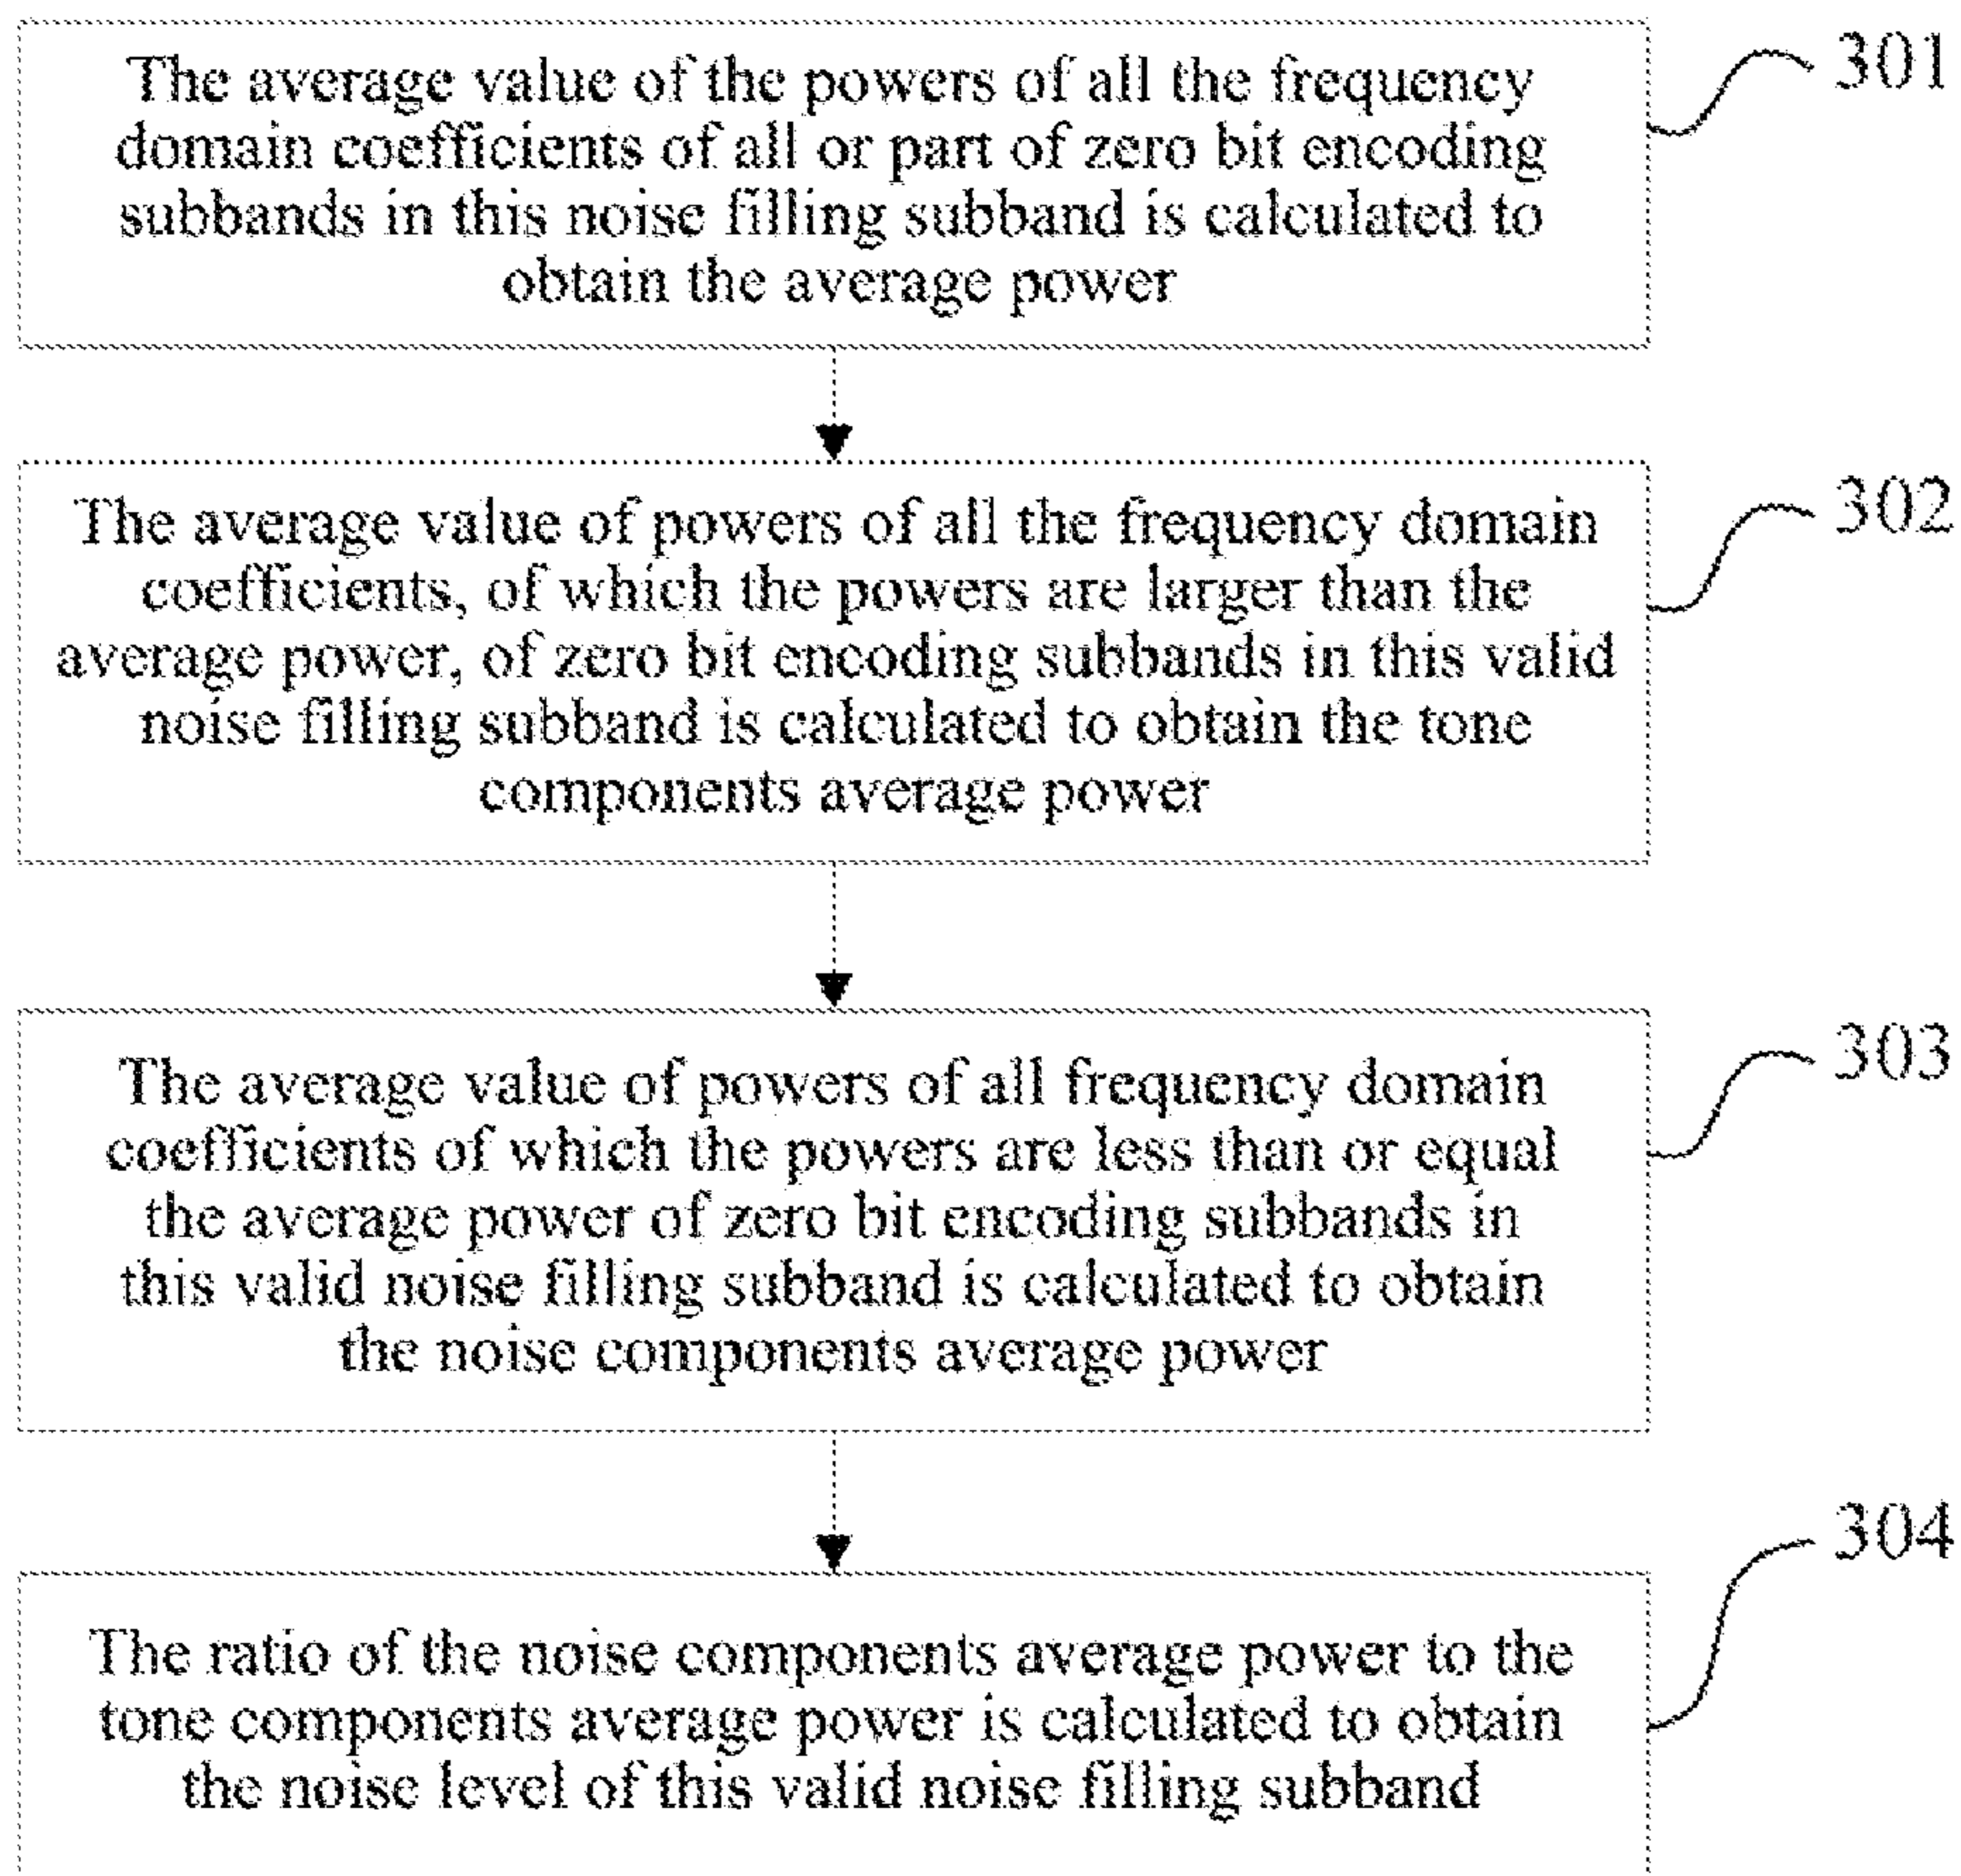 The average value of the powers of all the frequency
domain coefficients of all or part of zero bit encoding
subbands in this noise filling subband is calculated to
obtain the average power
301
The average value of powers of all the frequency domain
coefficients, of which the powers are larger than the
average power, of zero bit encoding subbands in this valid
noise filling subband is calculated to obtain the tone
components average power
302
The average value of powers of all frequency domain
coefficients of which the powers are less than or equal
the average power of zero bit encoding subbands in
this valid noise filling subband is calculated to obtain
the noise components average power
303
The ratio of the noise components average power to the
tone components average power is calculated to obtain
the noise level of this valid noise filling subband
304